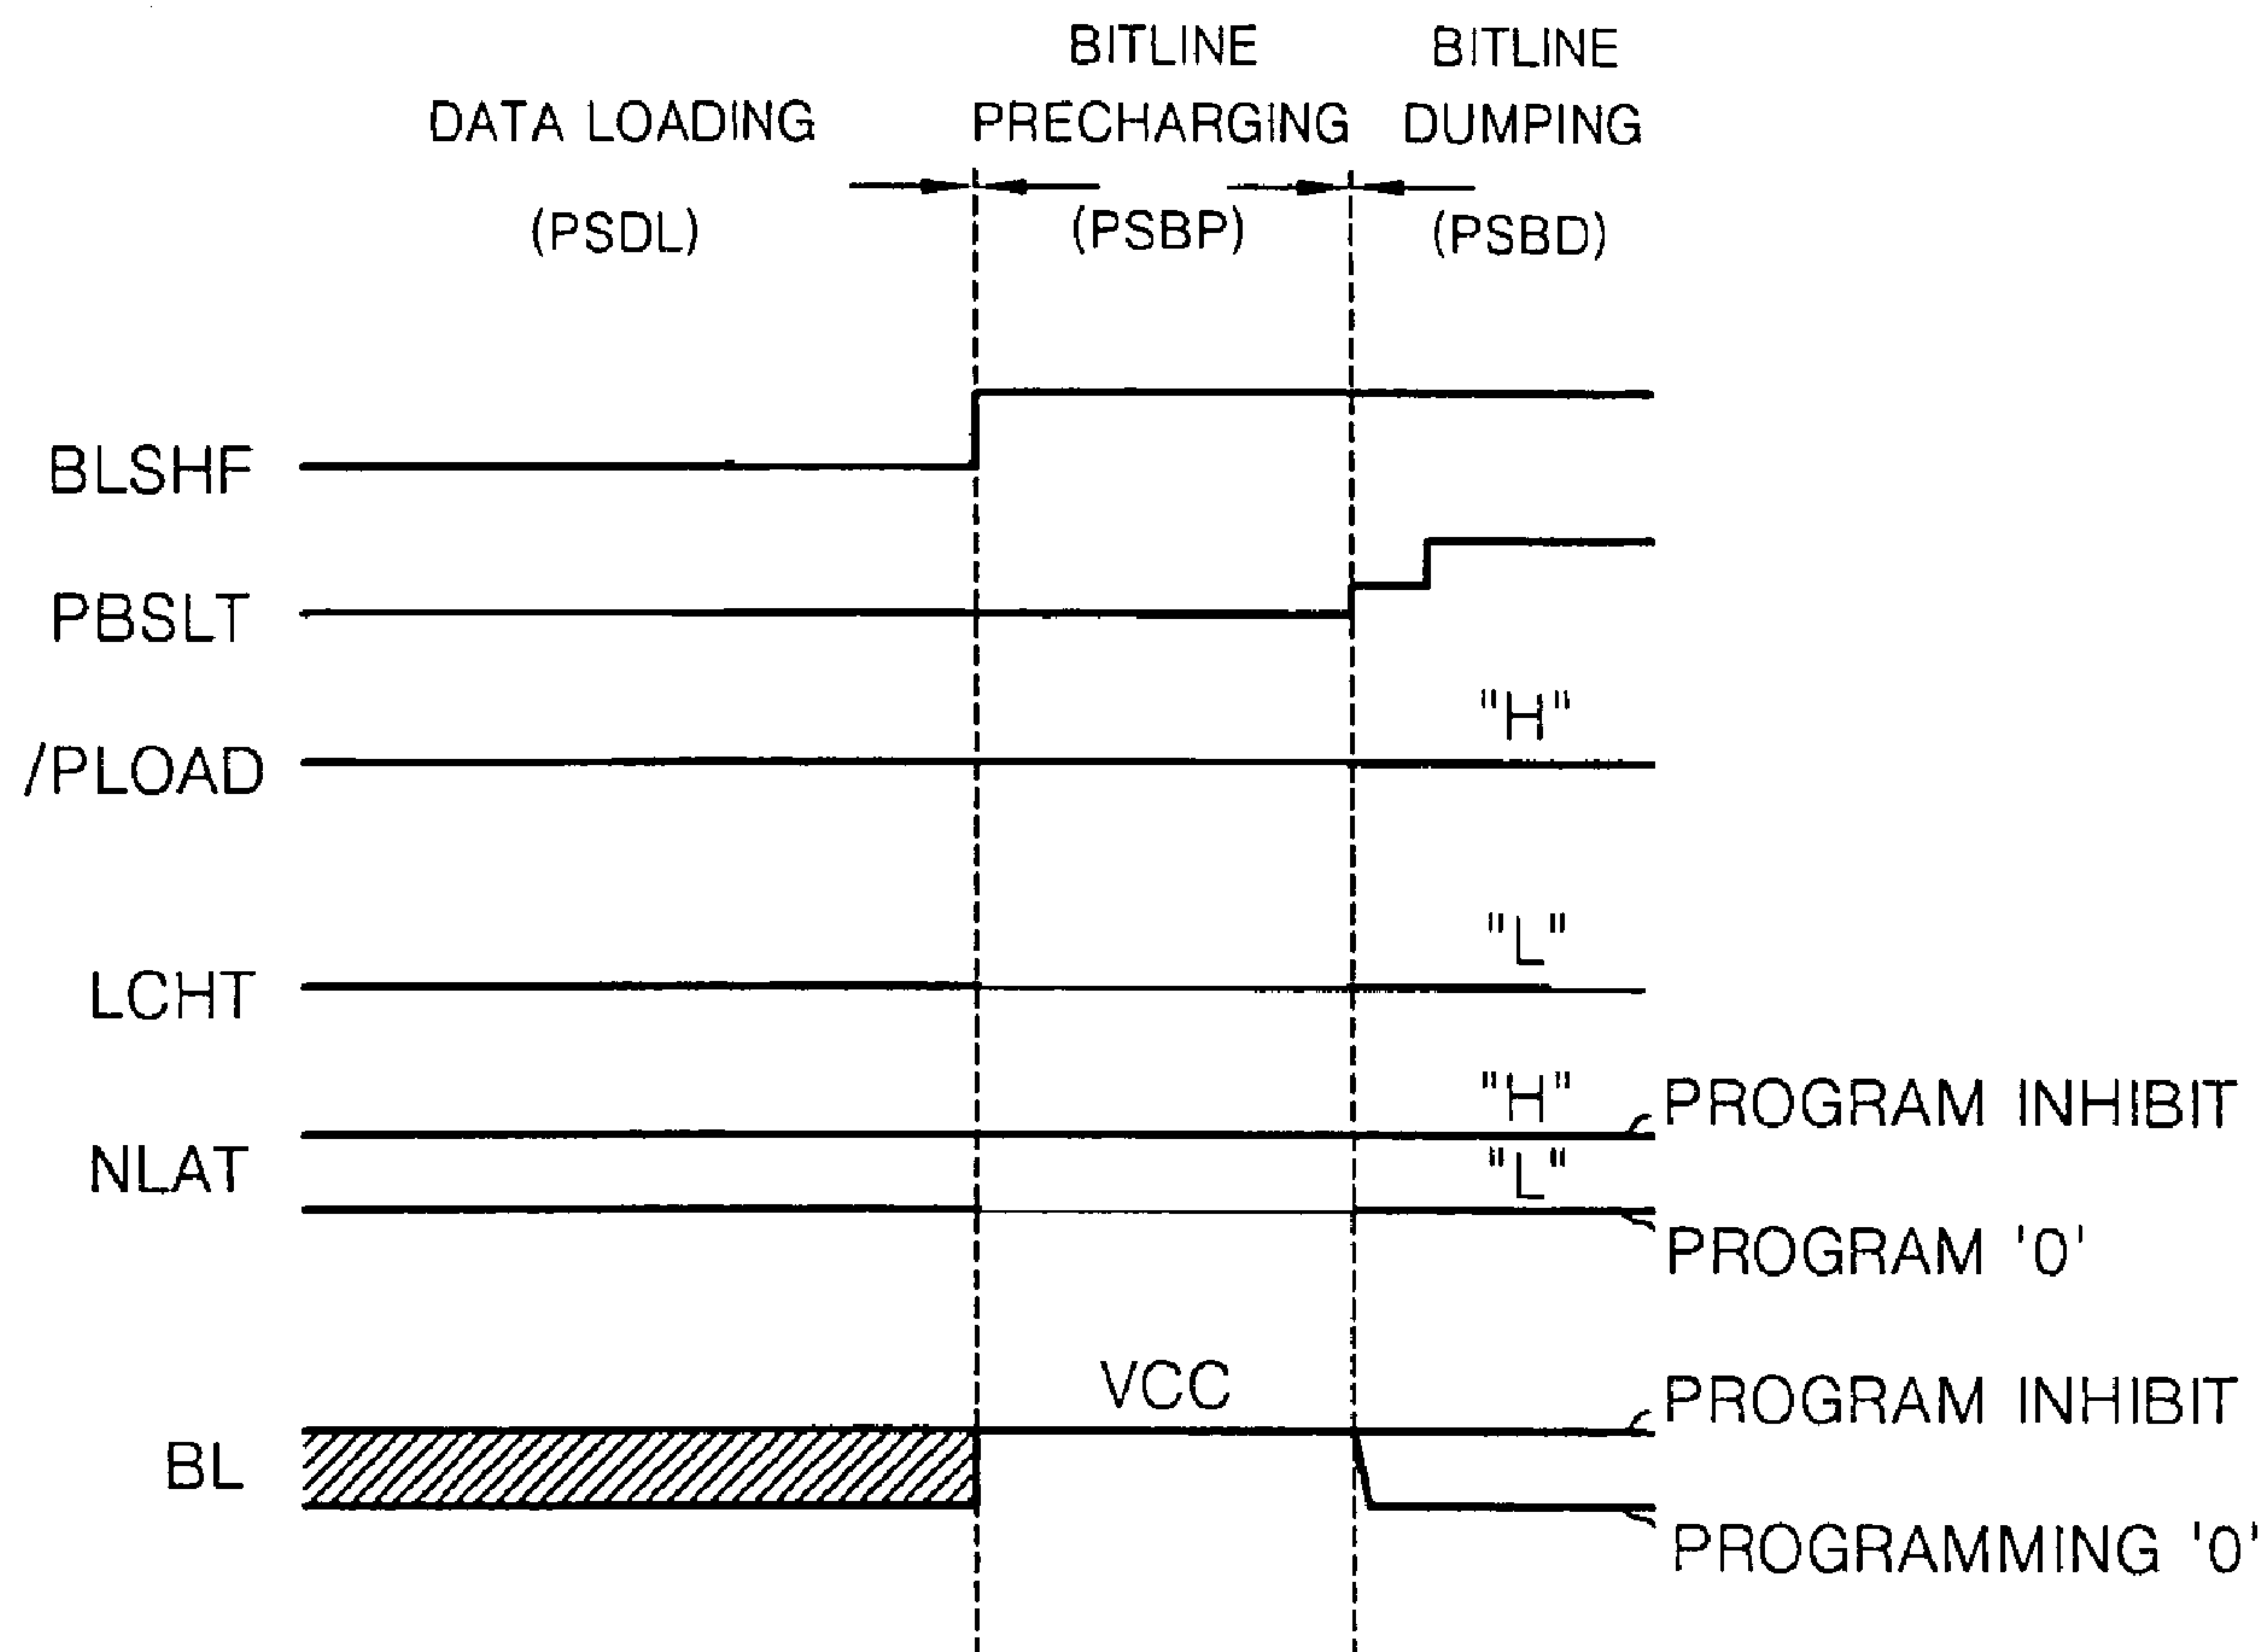 BITLINE BITLINE
DATA LOADING PRECHARGING DUMPING
(PSDL) (PSBP) (PSBD)
BLSHF
PBSLT
"H"
/PLOAD
"L"
LCHT
"H" PROGRAM INHIBIT
NLAT "L"
PROGRAM '0'
VCC PROGRAM INHIBIT
BL
PROGRAMMING '0'